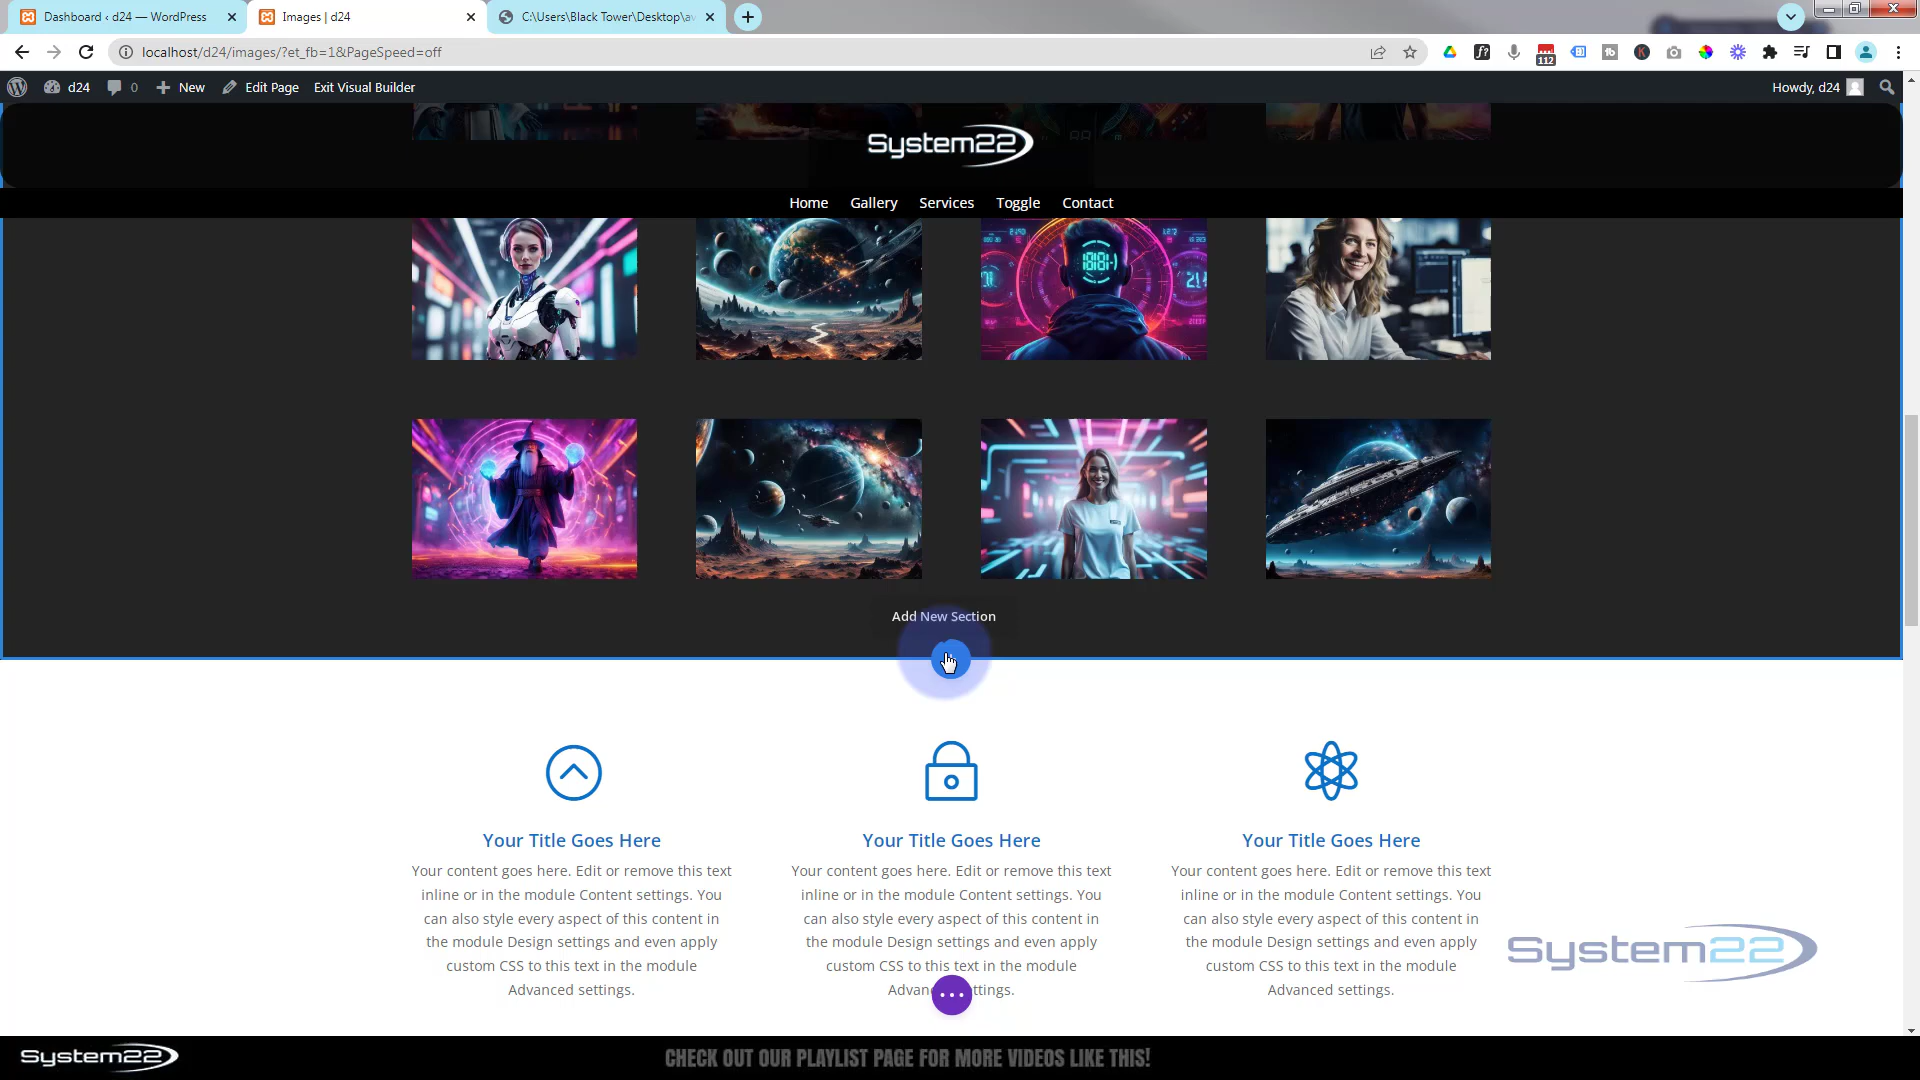 Dashboard ‹ d24 — WordPress
Images | d24
C:\Users\Black Tower\Desktop\av
localhost/d24/images/?et_fb=1&PageSpeed=off
112
d24
0
New
Edit Page
Exit Visual Builder
Howdy, d24
System22
Home
Gallery
Services
Toggle
Contact
Add New Section
Your Title Goes Here
Your content goes here. Edit or remove this text
inline or in the module Content settings. You
can also style every aspect of this content in
the module Design settings and even apply
custom CSS to this text in the module
Advanced settings.
Your Title Goes Here
Your content goes here. Edit or remove this text
inline or in the module Content settings. You
can also style every aspect of this content in
the module Design settings and even apply
custom CSS to this text in the module
Advan ttings.
Your Title Goes Here
Your content goes here. Edit or remove this text
inline or in the module Content settings. You
can also style every aspect of this content in
the module Design settings and even apply
custom CSS to this text in the module
Advanced settings.
System22
System22
CHECK OUT OUR PLAYLIST PAGE FOR MORE VIDEOS LIKE THIS!